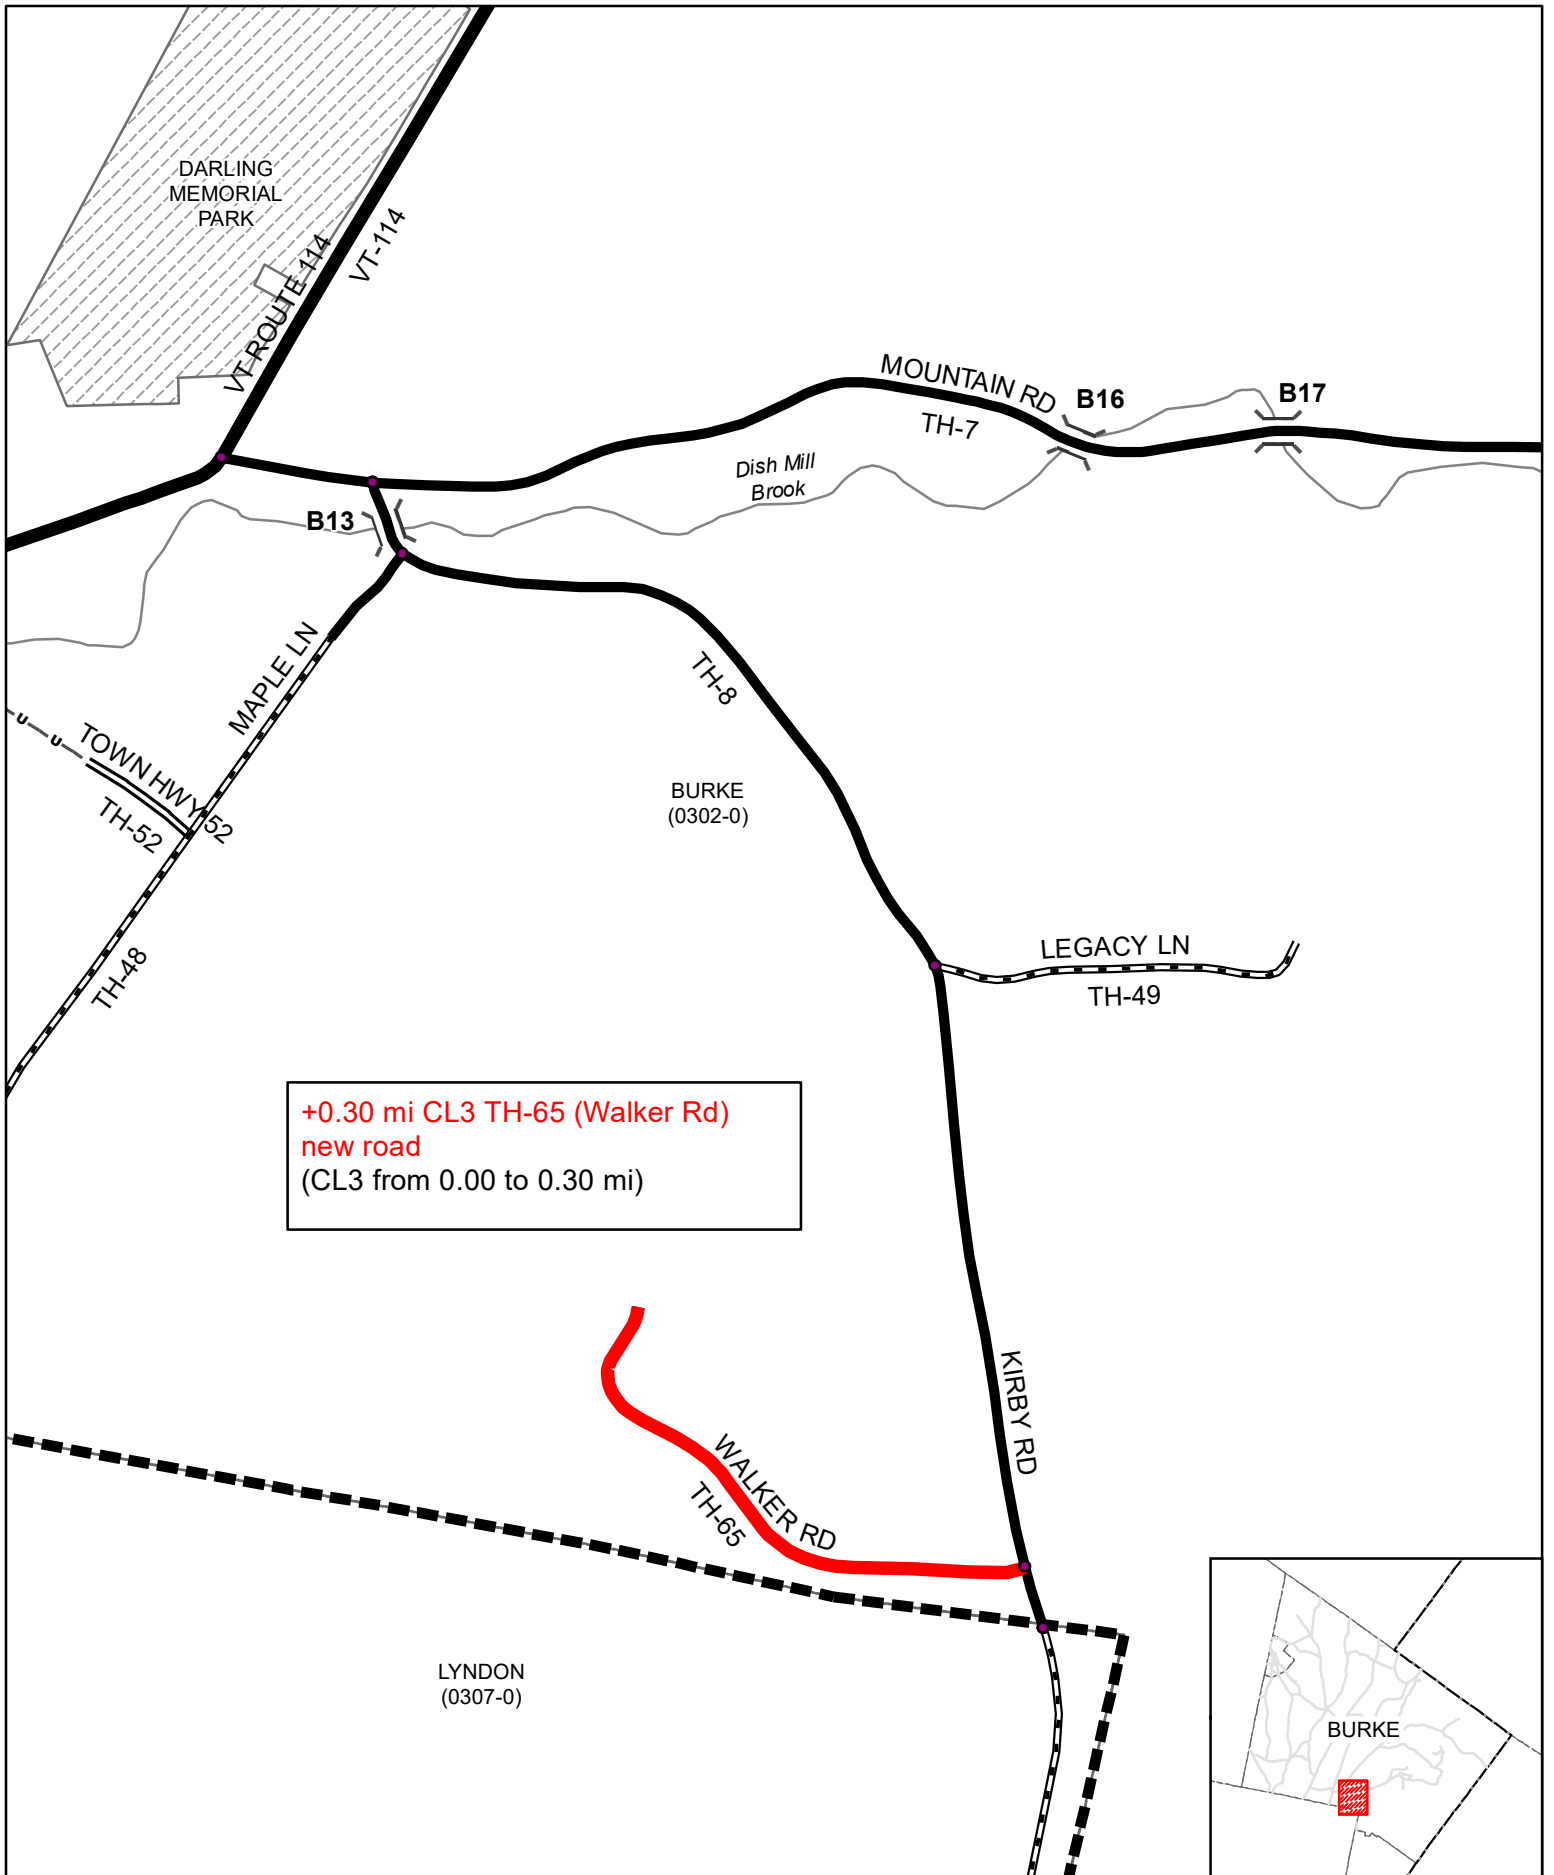 DARLING
MEMORIAL
PARK
VT ROUTE 114
VT-114
MOUNTAIN RD
TH-7
B16
B17
Dish Mill
Brook
B13
MAPLE LN
TH-8
U
U
TOWN HWY 52
TH-52
BURKE
(0302-0)
TH-48
LEGACY LN
TH-49
+0.30 mi CL3 TH-65 (Walker Rd)
new road
(CL3 from 0.00 to 0.30 mi)
KIRBY RD
WALKER RD
TH-65
LYNDON
(0307-0)
BURKE